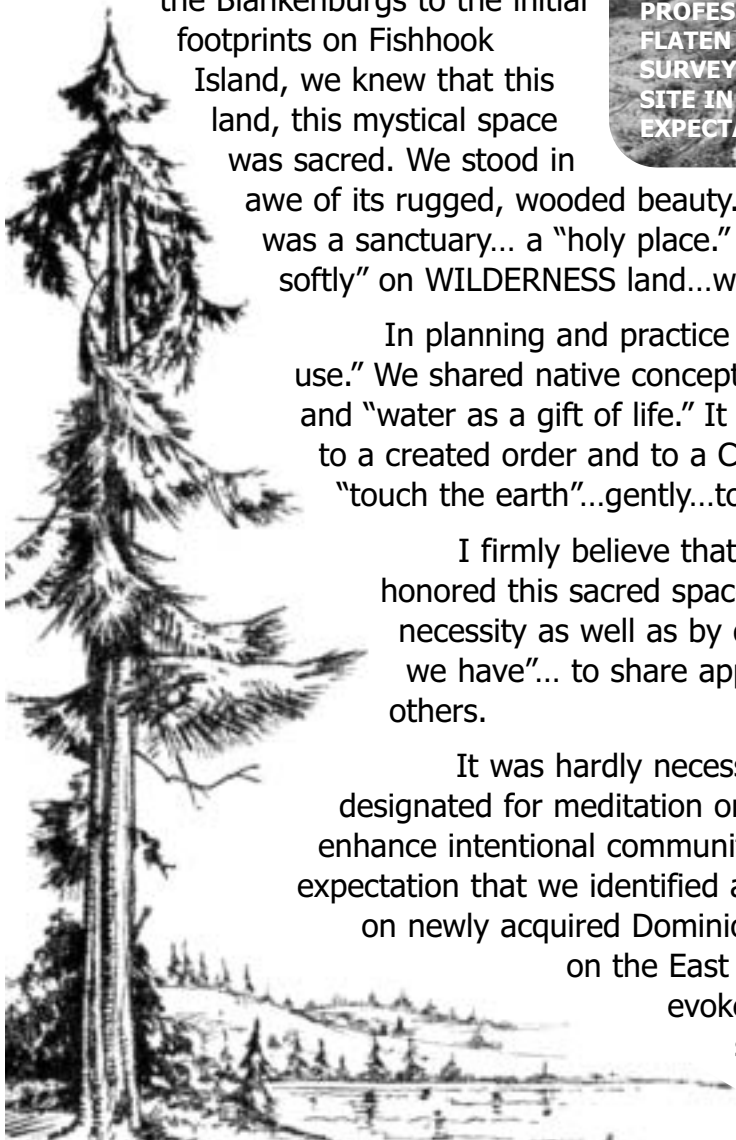 the Blankenburgs to the initial
footprints on Fishhook
Island, we knew that this
land, this mystical space
was sacred. We stood in
awe of its rugged, wooded beauty.
was a sanctuary… a “holy place.”
softly” on WILDERNESS land…w
In planning and practice
use.” We shared native concept
and “water as a gift of life.” It
to a created order and to a C
“touch the earth”…gently…to
I firmly believe that
honored this sacred spac
necessity as well as by
we have”… to share app
others.
It was hardly necess
designated for meditation or
enhance intentional communit
expectation that we identified a
on newly acquired Dominic
on the East
evoke
PROFES
FLATEN
SURVEY
SITE IN
EXPECTA